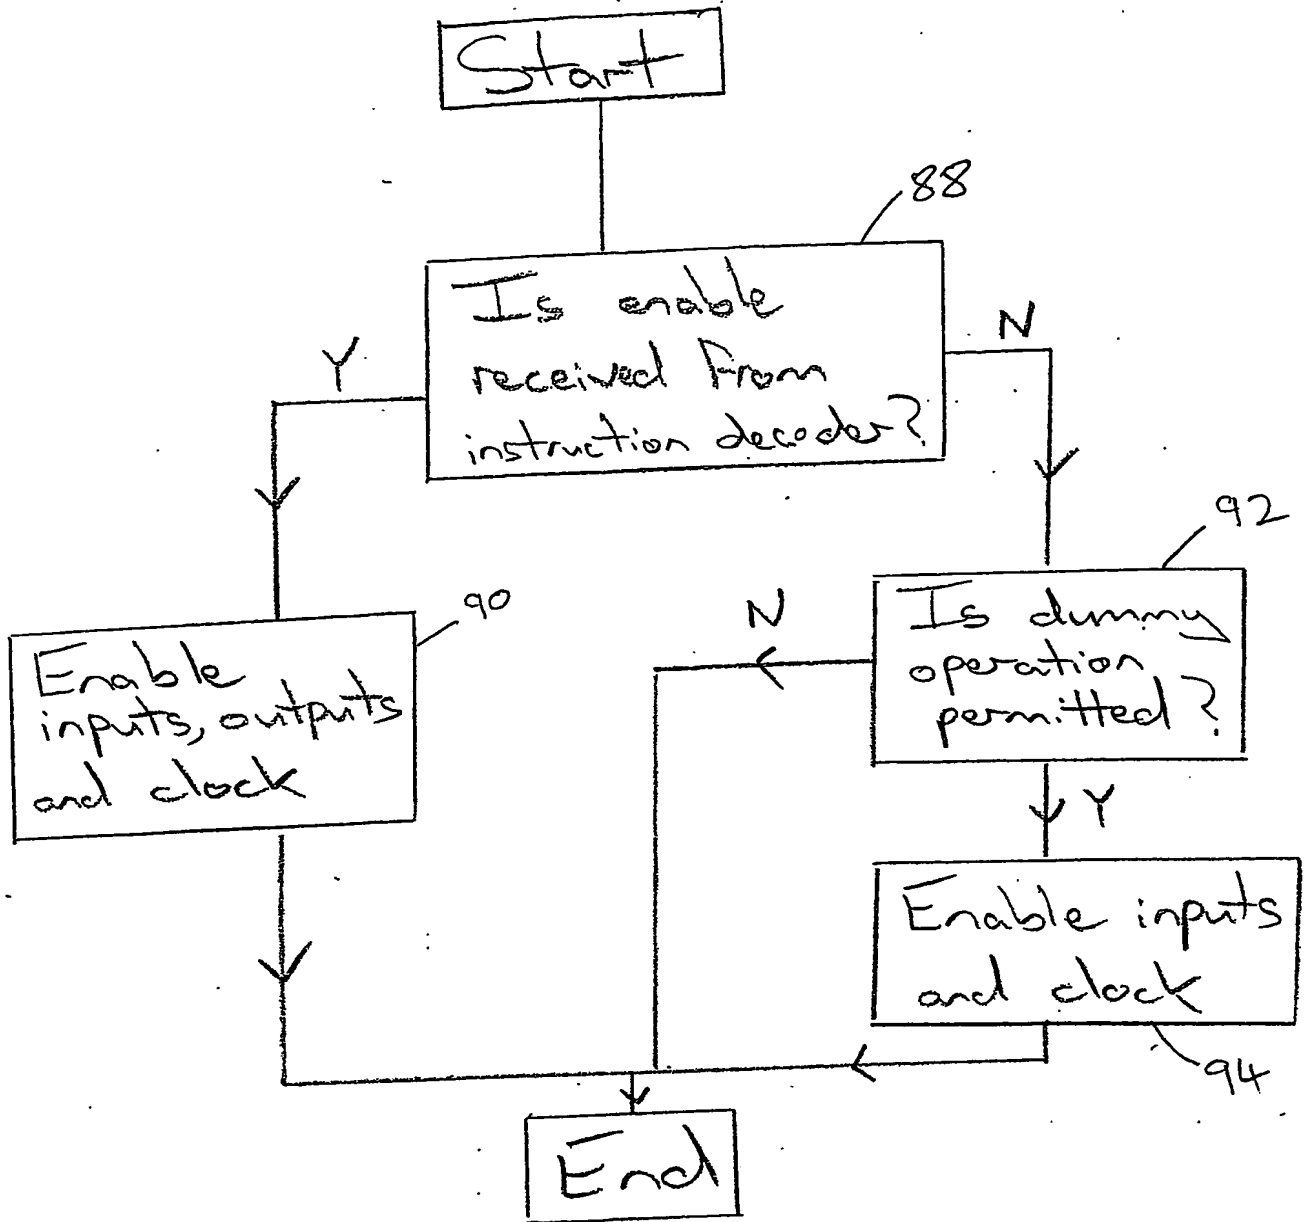 Start
88
Is enable
received from
instruction decoder?
Y
N
90
Enable
inputs, outputs
and clock
92
Is dummy
operation
permitted?
N
Y
Enable inputs
and clock
94
End